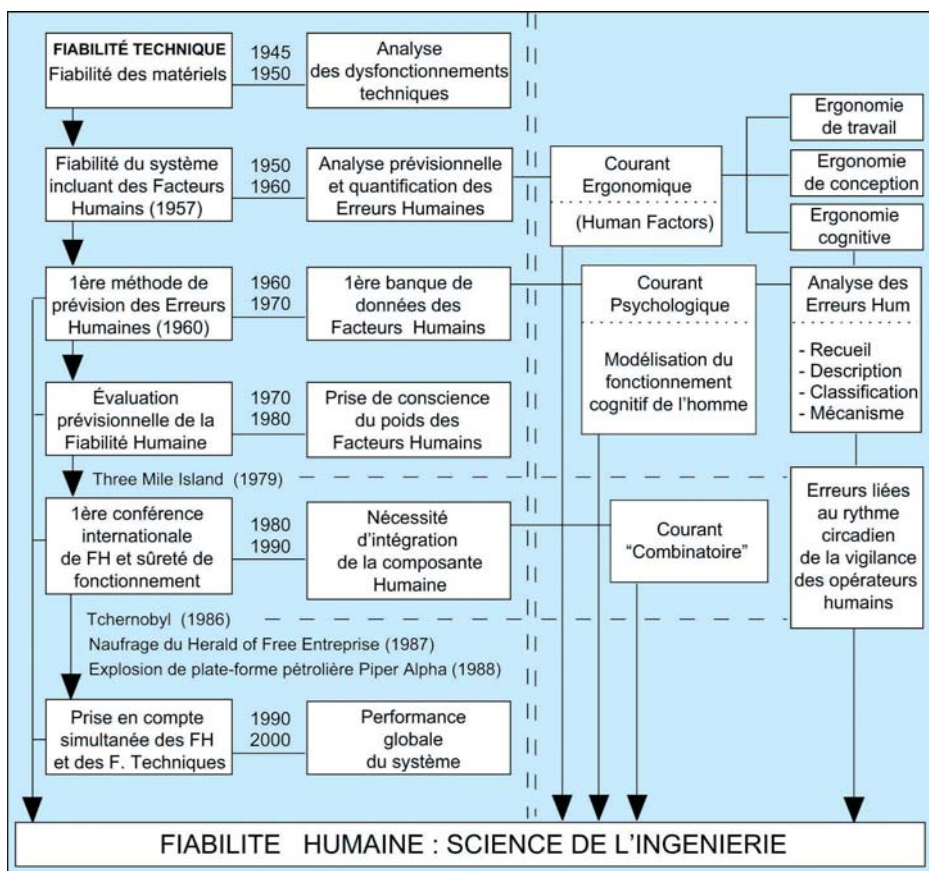 FIABILITÉ TECHNIQUE
Fiabilité des matériels
1945
1950
Analyse
des dysfonctionnements
techniques
Fiabilité du système
incluant des Facteurs
Humains (1957)
1950
1960
Analyse prévisionnelle
et quantification des
Erreurs Humaines
Courant
Ergonomique
(Human Factors)
Ergonomie
de travail
Ergonomie
de conception
Ergonomie
cognitive
1ère méthode de
prévision des Erreurs
Humaines (1960)
1960
1970
1ère banque de
données des
Facteurs Humains
Courant
Psychologique
Modélisation du
fonctionnement
cognitif de l'homme
Analyse des
Erreurs Hum
- Recueil
- Description
- Classification
- Mécanisme
Évaluation
prévisionnelle de la
Fiabilité Humaine
1970
1980
Prise de conscience
du poids des
Facteurs Humains
Three Mile Island (1979)
1ère conférence
internationale
de FH et sûreté de
fonctionnement
1980
1990
Nécessité
d'intégration
de la composante
Humaine
Courant
"Combinatoire"
Erreurs liées
au rythme
circadien
de la vigilance
des opérateurs
humains
Tchernobyl (1986)
Naufrage du Herald of Free Entreprise (1987)
Explosion de plate-forme pétrolière Piper Alpha (1988)
Prise en compte
simultanée des FH
et des F. Techniques
1990
2000
Performance
globale
du système
FIABILITE HUMAINE : SCIENCE DE L'INGENIERIE